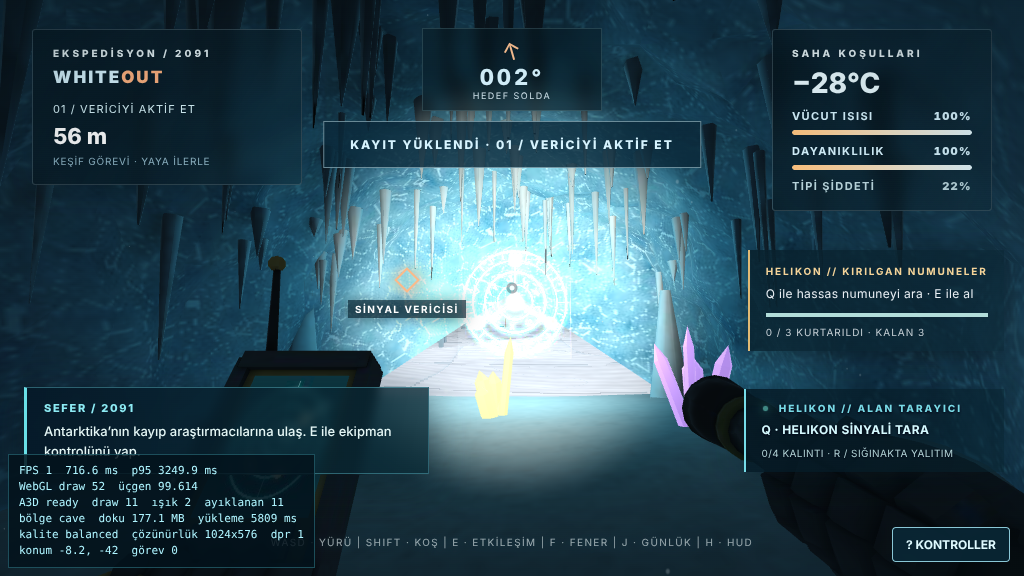 EKSPEDİSYON / 2091
WHITEOUT
01 / VERİCİYİ AKTİF ET
56 m
KEŞİF GÖREVİ · YAYA İLERLE
002°
HEDEF SOLDA
KAYIT YÜKLENDİ · 01 / VERİCİYİ AKTİF ET
SAHA KOŞULLARI
−28°C
VÜCUT ISISI 100%
DAYANIKLILIK 100%
TİPİ ŞİDDETİ 22%
SİNYAL VERİCİSİ
HELIKON // KIRILGAN NUMUNELER
Q ile hassas numuneyi ara · E ile al
0 / 3 KURTARILDI · KALAN 3
HELIKON // ALAN TARAYICI
Q · HELIKON SİNYALİ TARA
0/4 KALINTI · R / SIĞINAKTA YALITIM
SEFER / 2091
Antarktika’nın kayıp araştırmacılarına ulaş. E ile ekipman
kontrolünü yap.
FPS 1 716.6 ms p95 3249.9 ms
WebGL draw 52 üçgen 99.614
A3D ready draw 11 ışık 2 ayıklanan 11
bölge cave doku 177.1 MB yükleme 5809 ms
kalite balanced çözünürlük 1024x576 dpr 1
konum -8.2, -42 görev 0
YÜRÜ | SHIFT · KOŞ | E · ETKİLEŞİM | F · FENER | J · GÜNLÜK | H · HUD
? KONTROLLER